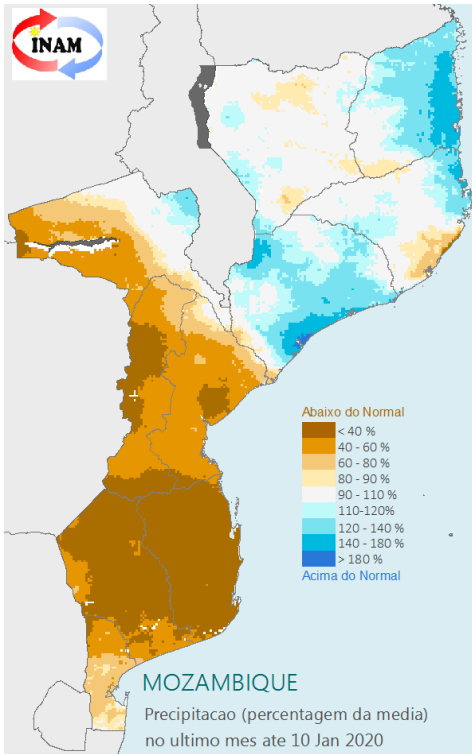 INAM
Abaixo do Normal
< 40 %
40 - 60 %
60 - 80 %
80 - 90 %
90 - 110 %
110-120%
120 - 140 %
140 - 180 %
> 180 %
Acima do Normal
MOZAMBIQUE
Precipitacao (percentagem da media)
no ultimo mes ate 10 Jan 2020